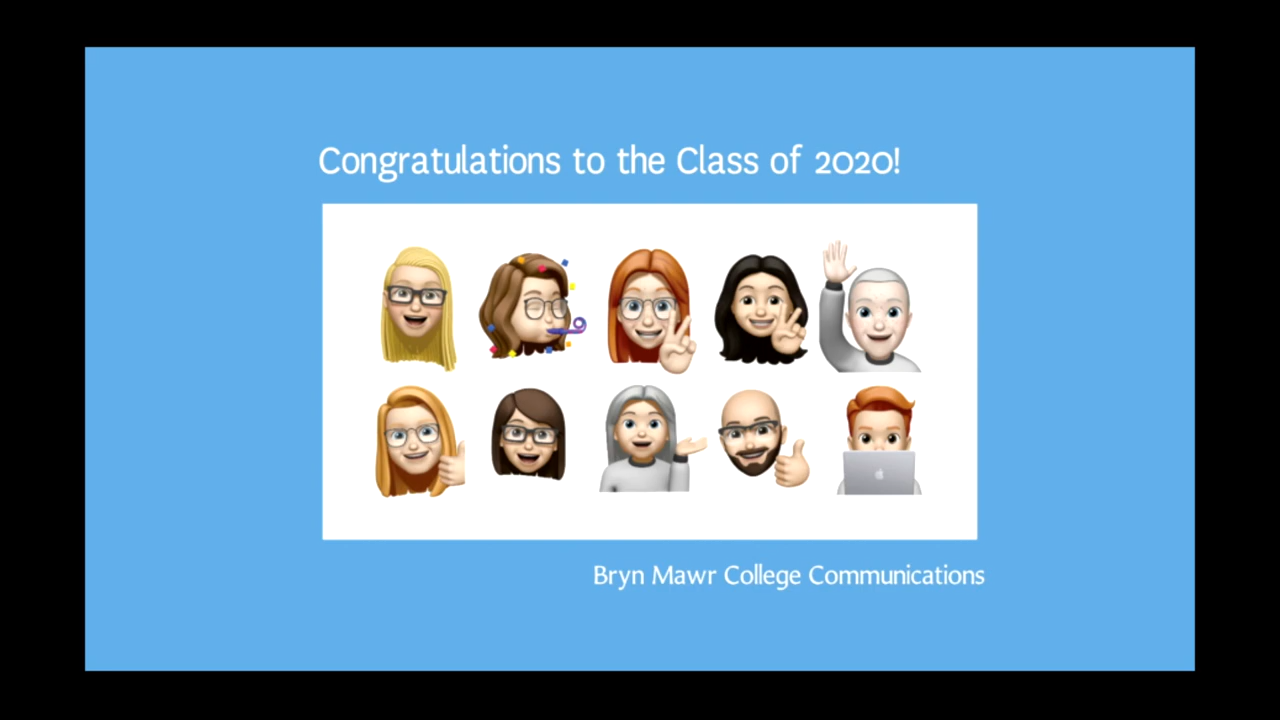 Congratulations to the Class of 2020!
Bryn Mawr College Communications